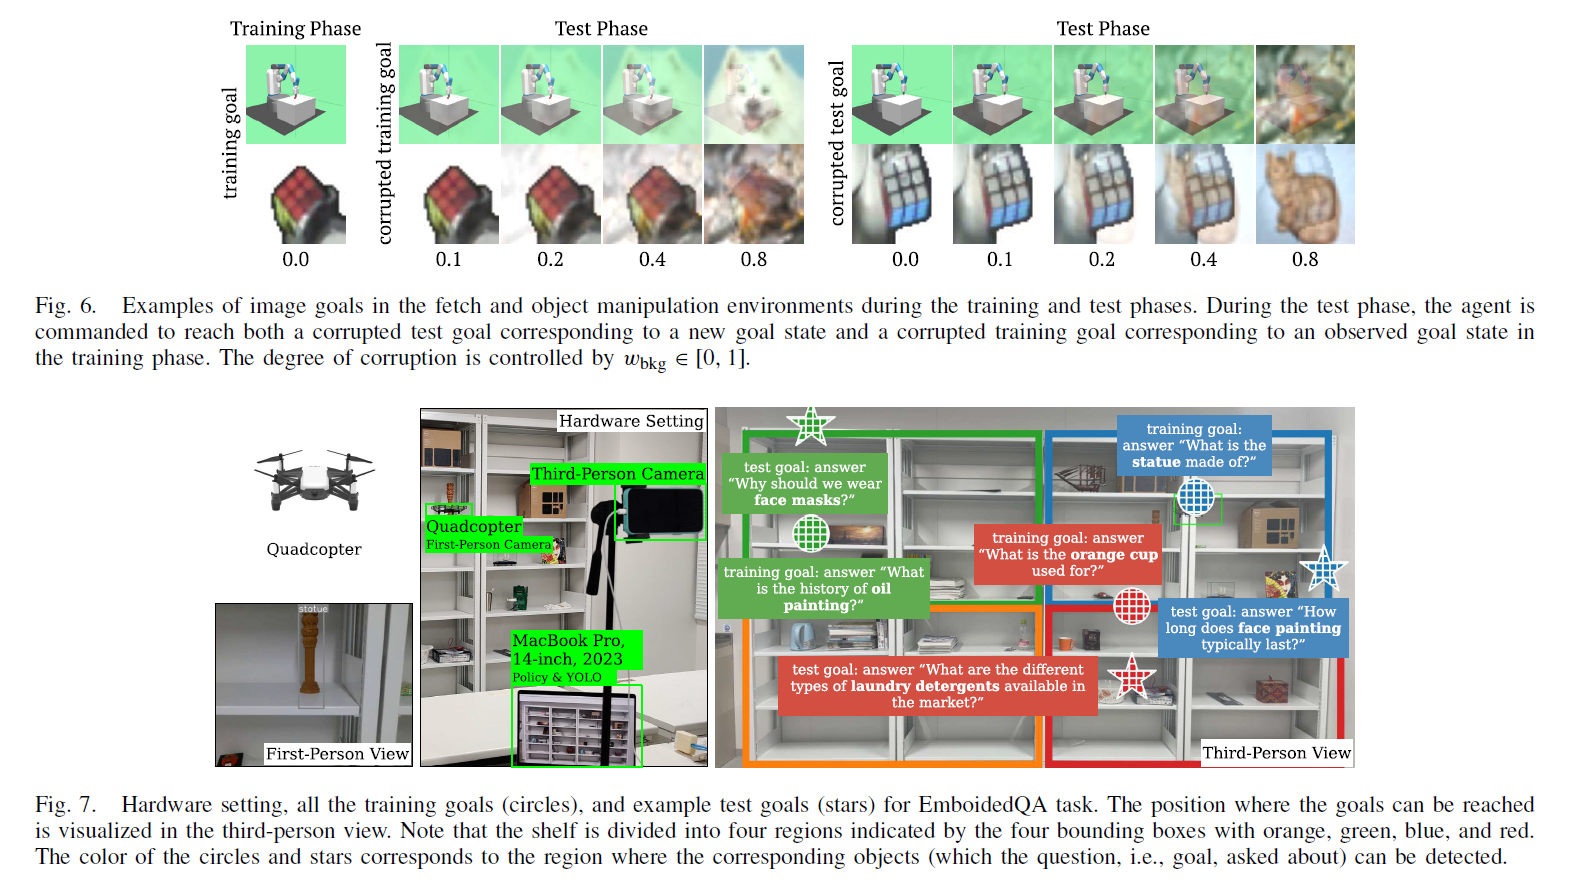 Training Phase
Test Phase
Test Phase
training goal
corrupted training goal
corrupted test goal
0.0
0.1
0.2
0.4
0.8
0.0
0.1
0.2
0.4
0.8
Fig. 6. Examples of image goals in the fetch and object manipulation environments during the training and test phases. During the test phase, the agent is
commanded to reach both a corrupted test goal corresponding to a new goal state and a corrupted training goal corresponding to an observed goal state in
the training phase. The degree of corruption is controlled by w_bkg ∈ [0, 1].
Quadcopter
statue
First-Person View
Hardware Setting
Third-Person Camera
Quadcopter
First-Person Camera
MacBook Pro,
14-inch, 2023
Policy & YOLO
test goal: answer
“Why should we wear
face masks?”
training goal: answer “What
is the history of oil
painting?”
training goal:
answer “What is the
statue made of?”
training goal: answer
“What is the orange cup
used for?”
test goal: answer “How
long does face painting
typically last?”
test goal: answer “What are the different
types of laundry detergents available in
the market?”
Third-Person View
Fig. 7. Hardware setting, all the training goals (circles), and example test goals (stars) for EmboidedQA task. The position where the goals can be reached
is visualized in the third-person view. Note that the shelf is divided into four regions indicated by the four bounding boxes with orange, green, blue, and red.
The color of the circles and stars corresponds to the region where the corresponding objects (which the question, i.e., goal, asked about) can be detected.